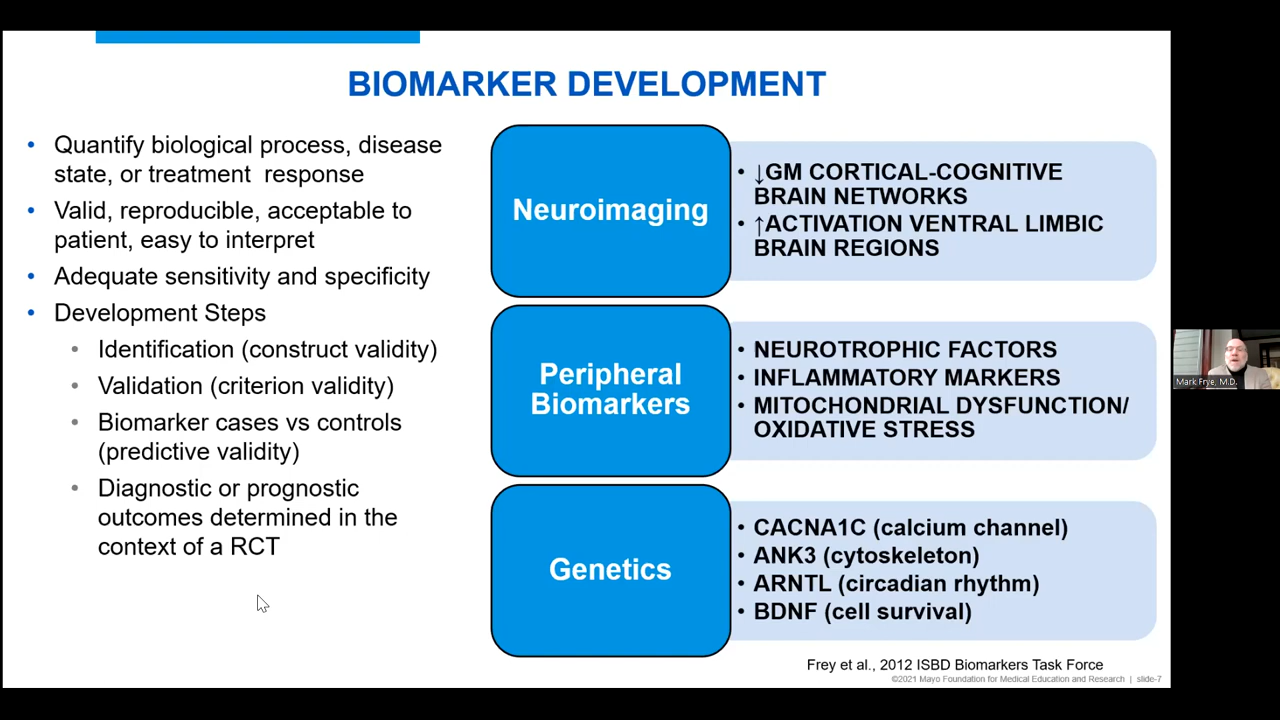 BIOMARKER DEVELOPMENT
• Quantify biological process, disease
state, or treatment response
• Valid, reproducible, acceptable to
patient, easy to interpret
• Adequate sensitivity and specificity
• Development Steps
• Identification (construct validity)
• Validation (criterion validity)
• Biomarker cases vs controls
(predictive validity)
• Diagnostic or prognostic
outcomes determined in the
context of a RCT
Neuroimaging
• ↓GM CORTICAL-COGNITIVE
BRAIN NETWORKS
• ↑ACTIVATION VENTRAL LIMBIC
BRAIN REGIONS
Peripheral
Biomarkers
• NEUROTROPHIC FACTORS
• INFLAMMATORY MARKERS
• MITOCHONDRIAL DYSFUNCTION/
OXIDATIVE STRESS
Genetics
• CACNA1C (calcium channel)
• ANK3 (cytoskeleton)
• ARNTL (circadian rhythm)
• BDNF (cell survival)
Frey et al., 2012 ISBD Biomarkers Task Force
©2021 Mayo Foundation for Medical Education and Research | slide-7
Mark Frye, M.D.